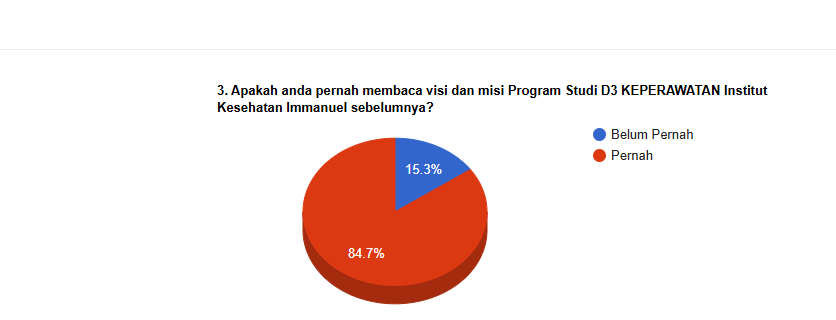 3. Apakah anda pernah membaca visi dan misi Program Studi D3 KEPERAWATAN Institut
Kesehatan Immanuel sebelumnya?
Belum Pernah
Pernah
15.3%
84.7%